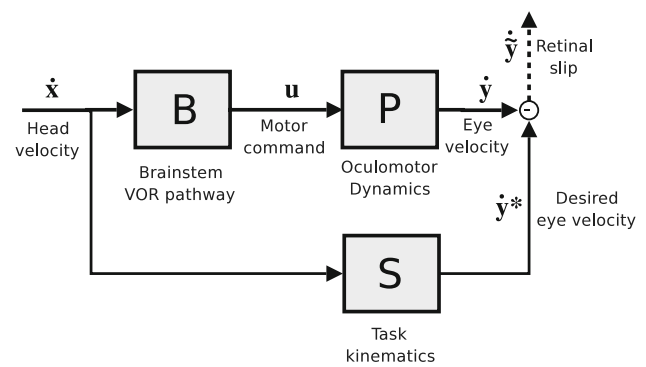 ẋ
Head
velocity
B
Brainstem
VOR pathway
u
Motor
command
P
Oculomotor
Dynamics
ẏ
Eye
velocity
-
ẏ̃
Retinal
slip
ẏ*
Desired
eye velocity
S
Task
kinematics